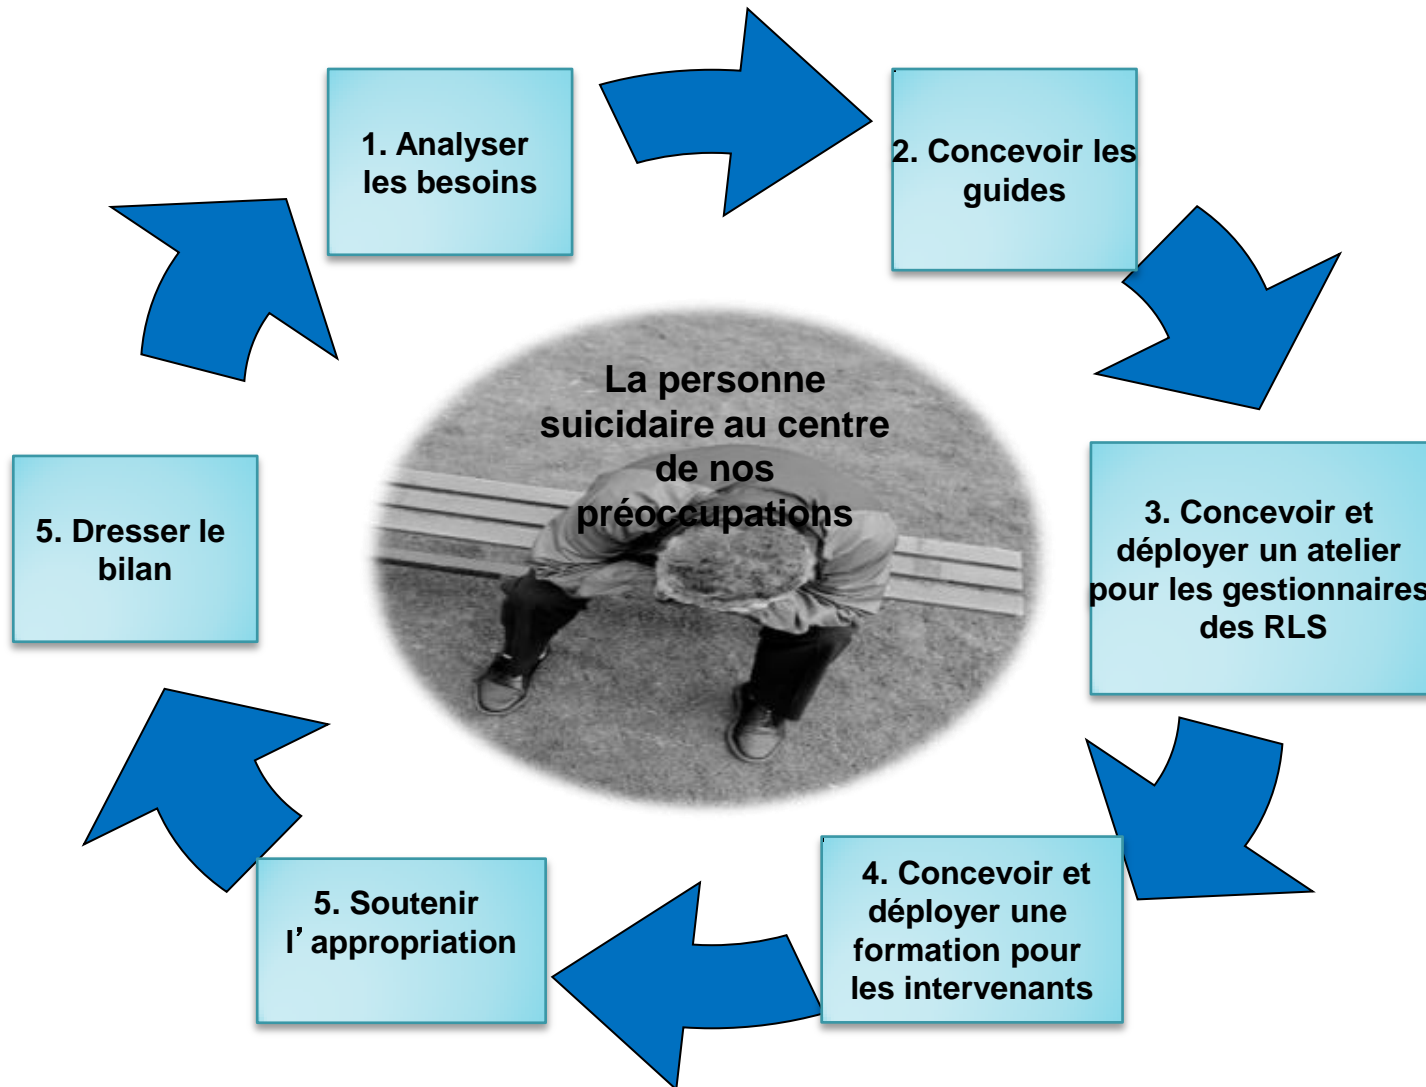 1. Analyser
les besoins
2. Concevoir les
guides
La personne
suicidaire au centre
de nos
préoccupations
3. Concevoir et
déployer un atelier
pour les gestionnaires
des RLS
4. Concevoir et
déployer une
formation pour
les intervenants
5. Soutenir
l’appropriation
5. Dresser le
bilan